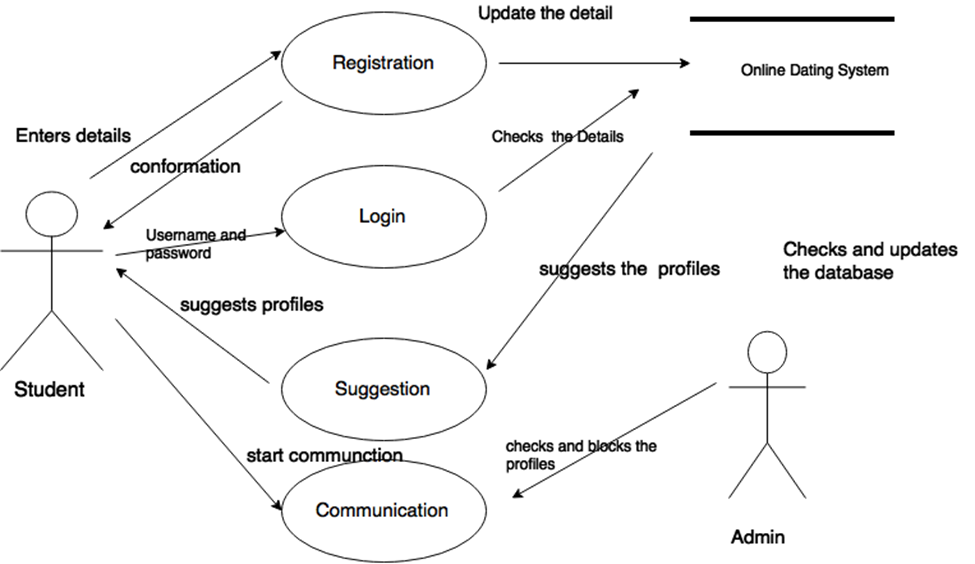 Update the detail
Registration
Online Dating System
Enters details
Checks the Details
conformation
Login
Username and
password
suggests the profiles
Checks and updates
the database
suggests profiles
Student
Suggestion
start communction
checks and blocks the
profiles
Communication
Admin